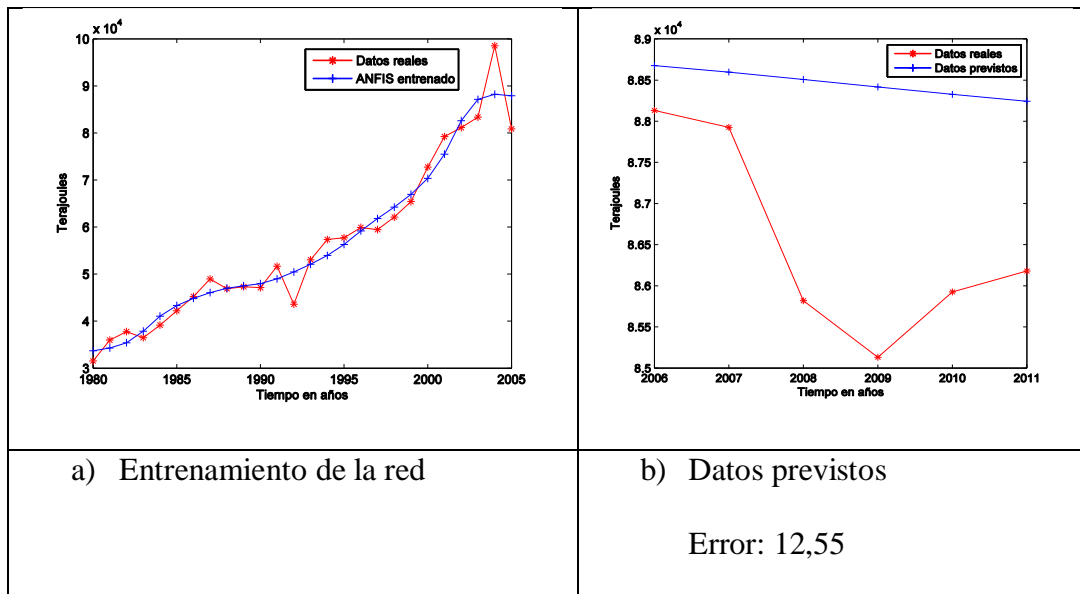 x 10^4
10
9
8
7
6
5
4
3
1980 1985 1990 1995 2000 2005
Terajoules
Tiempo en años
Datos reales
ANFIS entrenado
x 10^4
8.9
8.85
8.8
8.75
8.7
8.65
8.6
8.55
8.5
2006 2007 2008 2009 2010 2011
Terajoules
Tiempo en años
Datos reales
Datos previstos
a) Entrenamiento de la red
b) Datos previstos
Error: 12,55